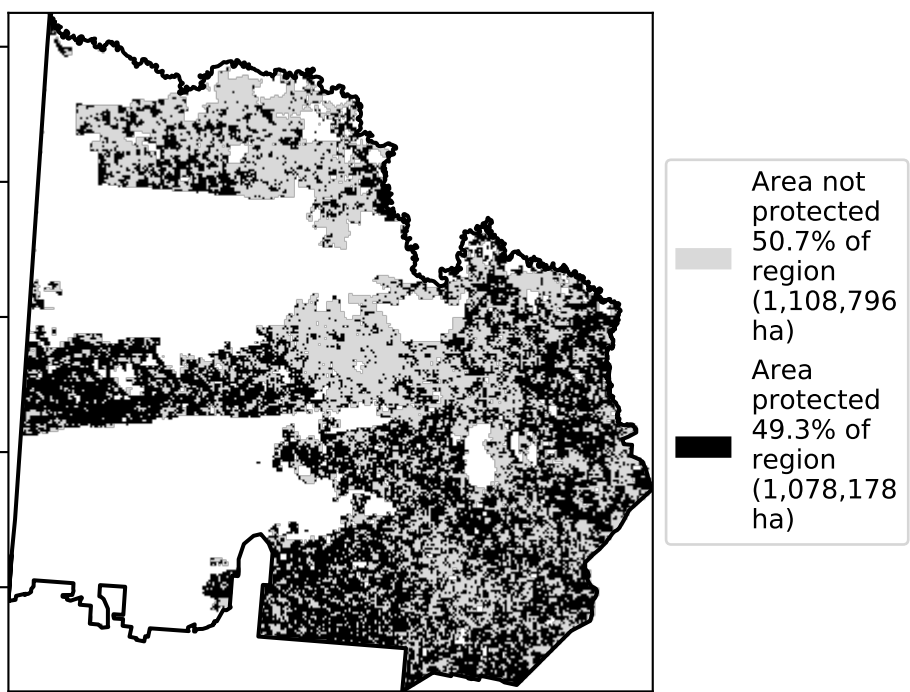 Area not
protected
50.7% of
region
(1,108,796
ha)
Area
protected
49.3% of
region
(1,078,178
ha)